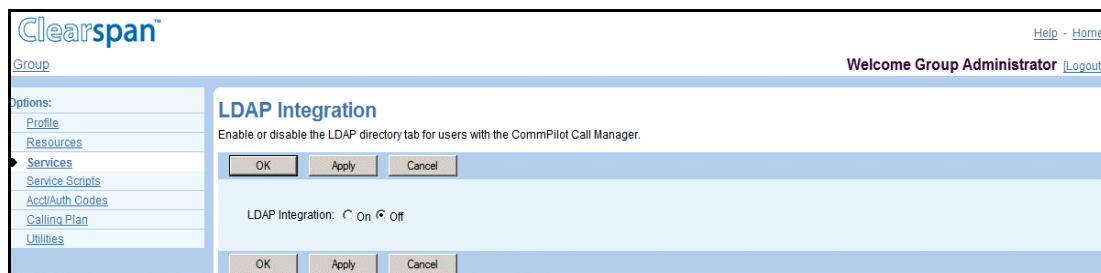 Clearspan™
Help - Home
Group
Welcome Group Administrator [Logout
Options:
Profile
Resources
Services
Service Scripts
Acct/Auth Codes
Calling Plan
Utilities
LDAP Integration
Enable or disable the LDAP directory tab for users with the CommPilot Call Manager.
OK Apply Cancel
LDAP Integration: On Off
OK Apply Cancel